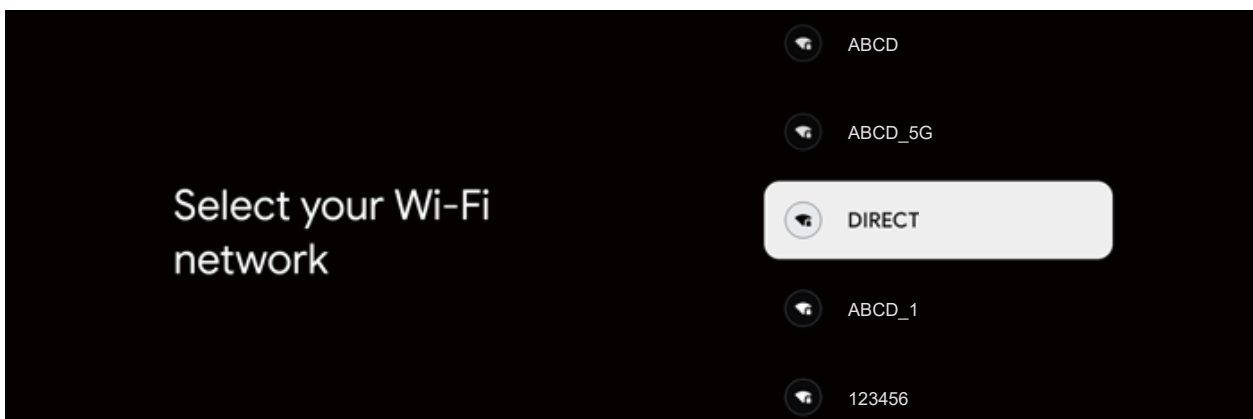 Select your Wi-Fi
network
ABCD
ABCD_5G
DIRECT
ABCD_1
123456